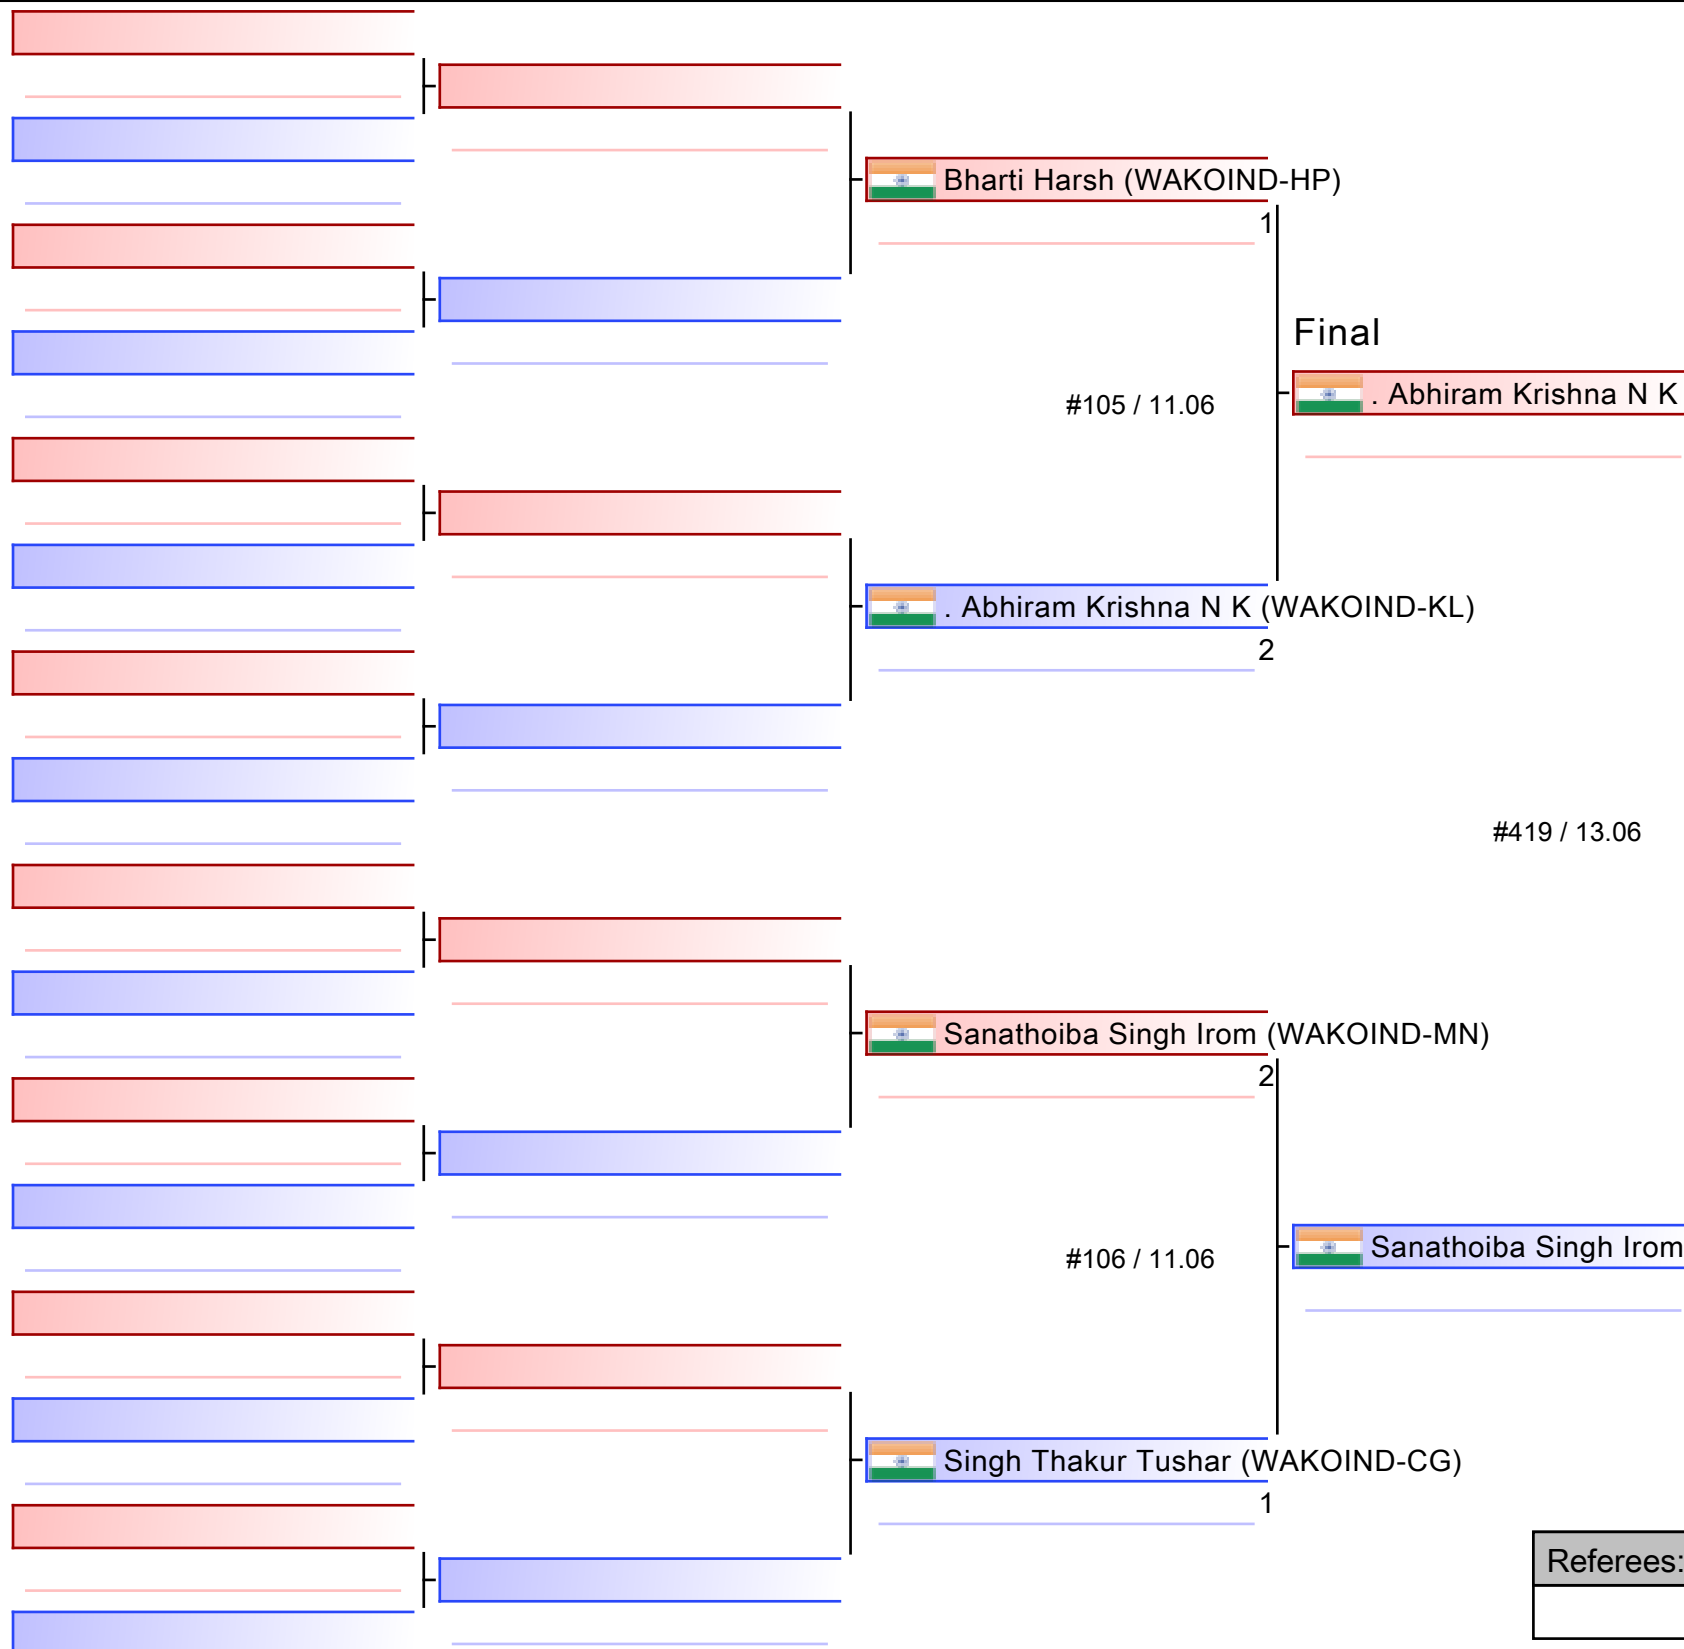 Bharti Harsh (WAKOIND-HP)
1
Final
. Abhiram Krishna N K
#105 / 11.06
. Abhiram Krishna N K (WAKOIND-KL)
2
#419 / 13.06
Sanathoiba Singh Irom (WAKOIND-MN)
2
Sanathoiba Singh Irom
#106 / 11.06
Singh Thakur Tushar (WAKOIND-CG)
1
Referees: